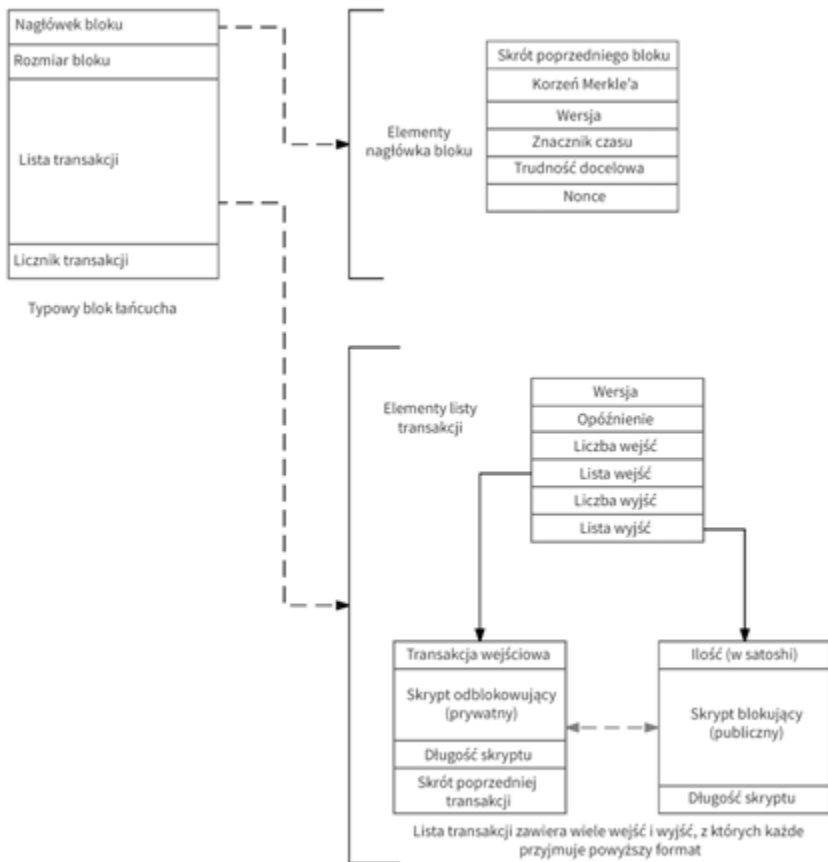 Nagłówek bloku
Rozmiar bloku
Lista transakcji
Licznik transakcji
Typowy blok łańcucha
Elementy
nagłówka bloku
Skrót poprzedniego bloku
Korzeń Merkle'a
Wersja
Znacznik czasu
Trudność docelowa
Nonce
Elementy listy
transakcji
Wersja
Opóźnienie
Liczba wejść
Lista wejść
Liczba wyjść
Lista wyjść
Transakcja wejściowa
Skrypt odblokowujący
(prywatny)
Długość skryptu
Skrót poprzedniej
transakcji
Ilość (w satoshi)
Skrypt blokujący
(publiczny)
Długość skryptu
Lista transakcji zawiera wiele wejść i wyjść, z których każde
przyjmuje powyższy format